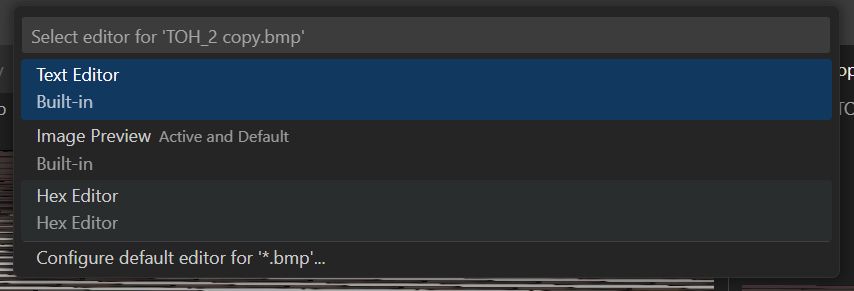 Select editor for 'TOH_2 copy.bmp'
Text Editor
Built-in
Image Preview Active and Default
Built-in
Hex Editor
Hex Editor
Configure default editor for '*.bmp'...